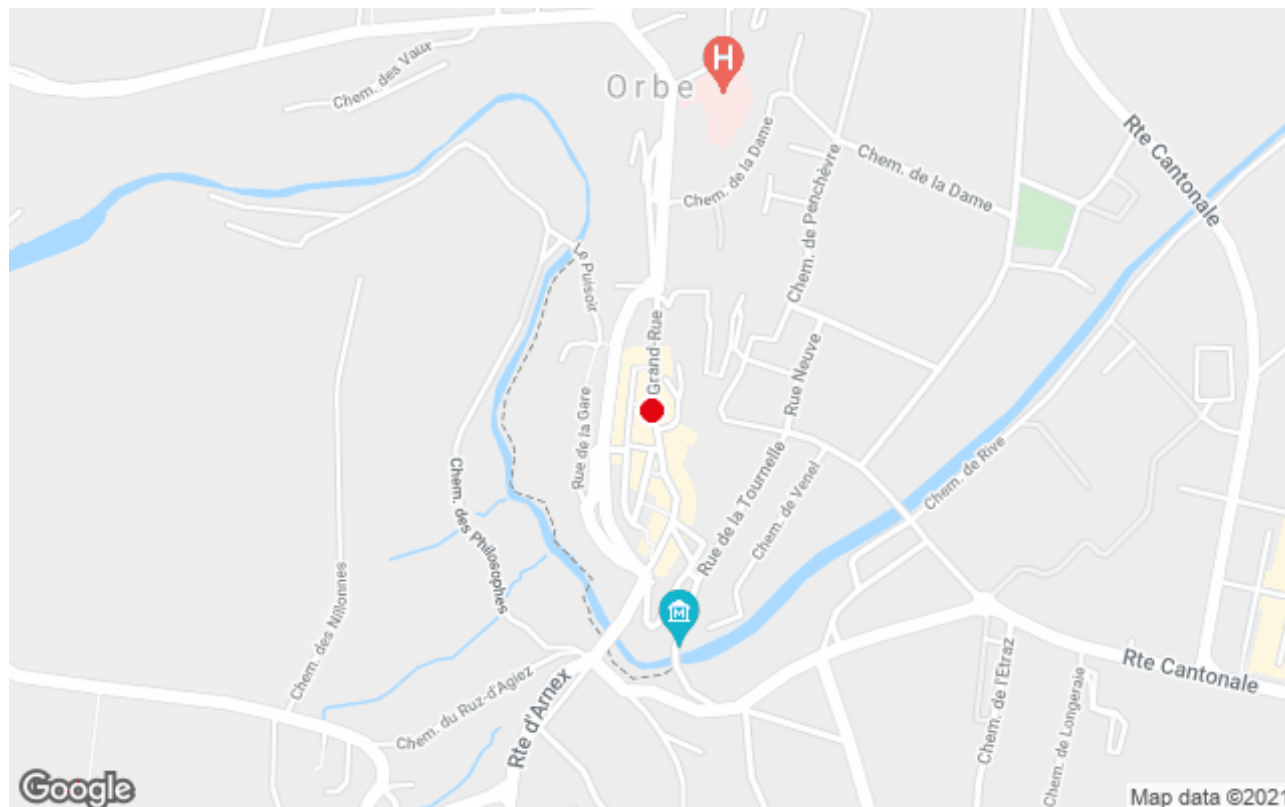 Chem. des Vaux
Orbe
H
Rte Cantonale
Chem. de la Dame
Chem. de la Dame
Chem. de Penchèvre
Le Puisoir
Grand-Rue
Rue Neuve
Rue de la Gare
Chem. de Rive
Rue de la Tournelle
Chem. de Venel
Chem. des Philosophes
Chem. des Nillonnes
M
Rte Cantonale
Chem. de l'Etraz
Chem. de Longeraie
Chem. du Ruz-d'Agiez
Rte d'Arnex
Google
Map data ©2021